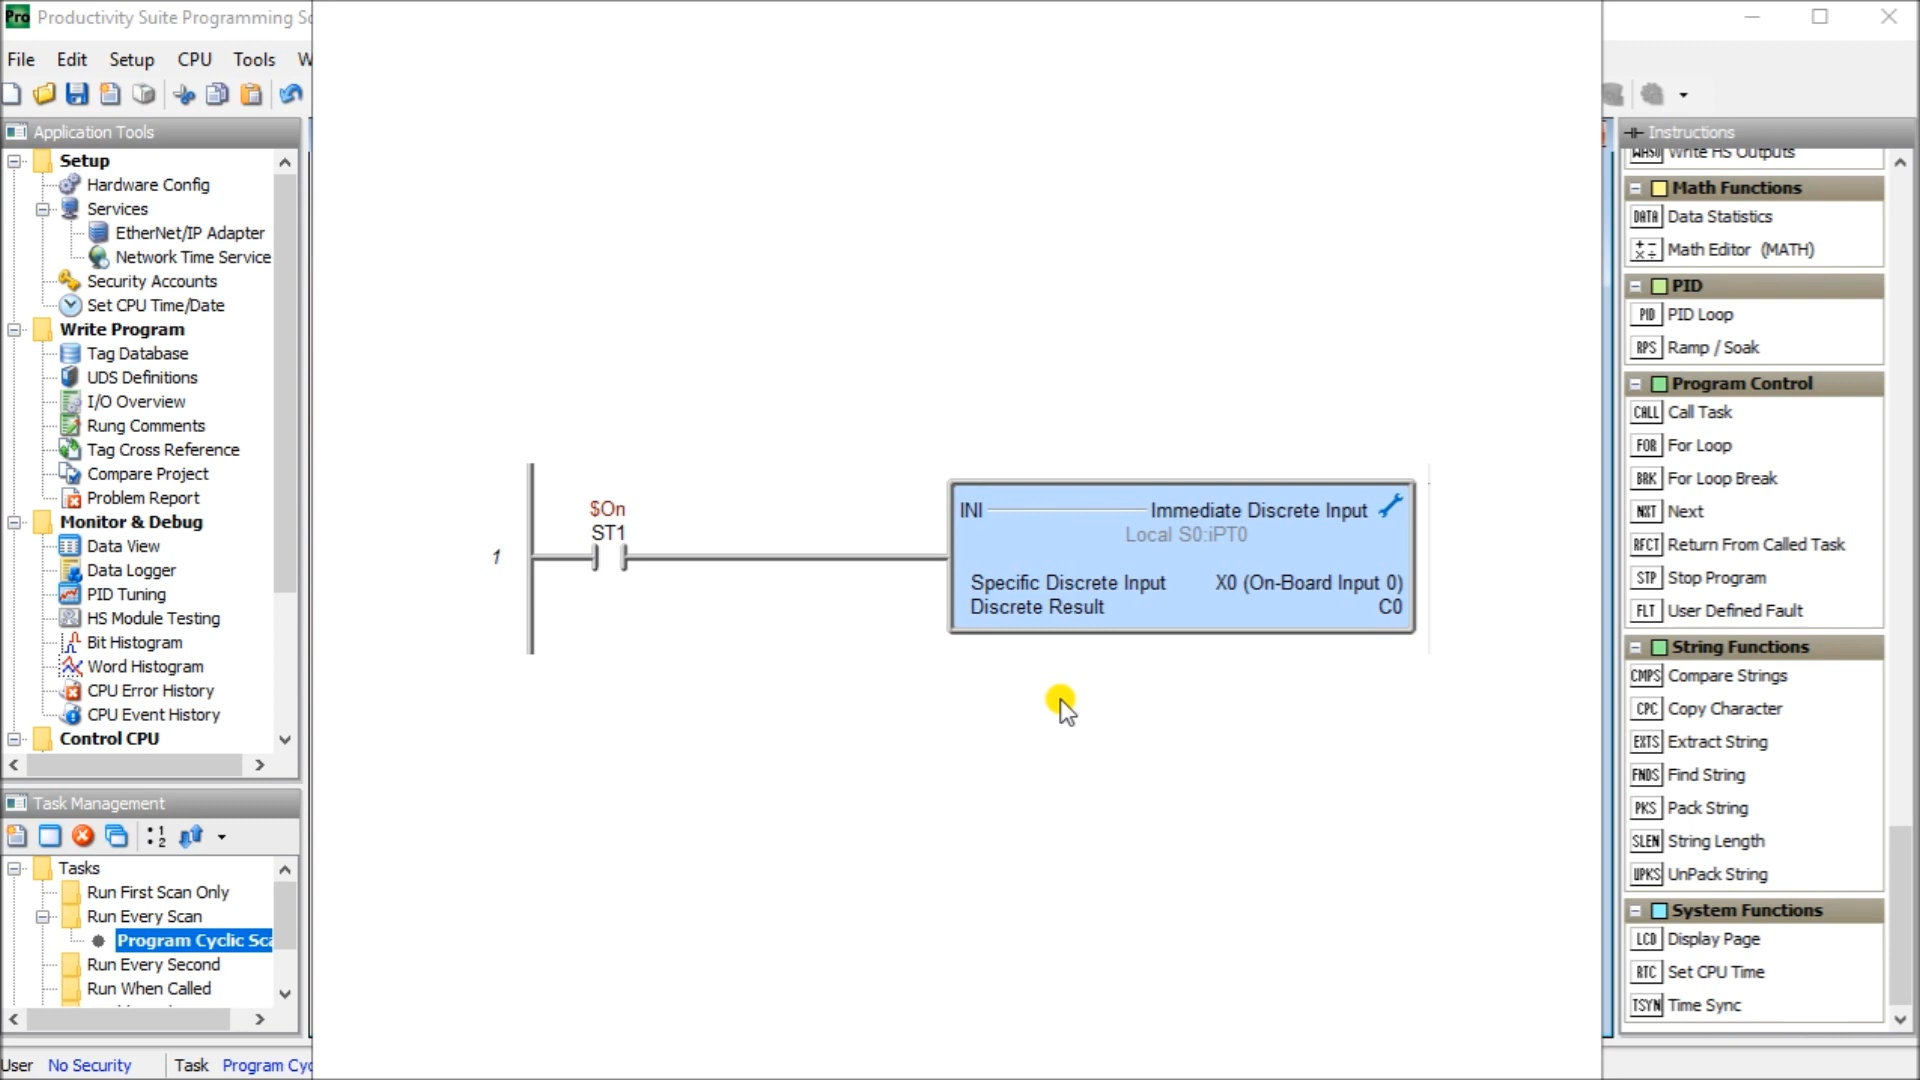 Pro Productivity Suite Programming So
File Edit Setup CPU Tools W
Application Tools
Setup
Hardware Config
Services
EtherNet/IP Adapter
Network Time Service
Security Accounts
Set CPU Time/Date
Write Program
Tag Database
UDS Definitions
I/O Overview
Rung Comments
Tag Cross Reference
Compare Project
Problem Report
Monitor & Debug
Data View
Data Logger
PID Tuning
HS Module Testing
Bit Histogram
Word Histogram
CPU Error History
CPU Event History
Control CPU
Task Management
Tasks
Run First Scan Only
Run Every Scan
Program Cyclic Sca
Run Every Second
Run When Called
User No Security Task Program Cyc
$On
ST1
1
INI Immediate Discrete Input
Local S0:iPT0
Specific Discrete Input X0 (On-Board Input 0)
Discrete Result C0
Instructions
Write HS Outputs
Math Functions
DATA Data Statistics
Math Editor (MATH)
PID
PID PID Loop
RPS Ramp / Soak
Program Control
CALL Call Task
FOR For Loop
BRK For Loop Break
NXT Next
RFCT Return From Called Task
STP Stop Program
FLT User Defined Fault
String Functions
CMPS Compare Strings
CPC Copy Character
EXTS Extract String
FNDS Find String
PKS Pack String
SLEN String Length
UPKS UnPack String
System Functions
LCD Display Page
RTC Set CPU Time
TSYN Time Sync